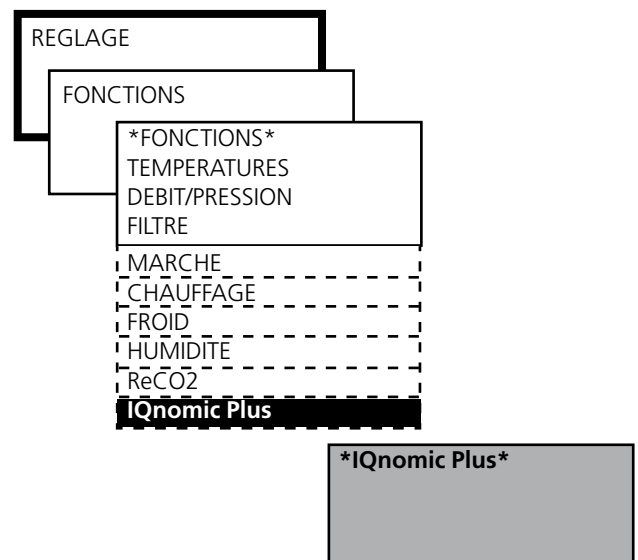 REGLAGE
FONCTIONS
*FONCTIONS*
TEMPERATURES
DEBIT/PRESSION
FILTRE
MARCHE
CHAUFFAGE
FROID
HUMIDITE
ReCO2
IQnomic Plus
*IQnomic Plus*